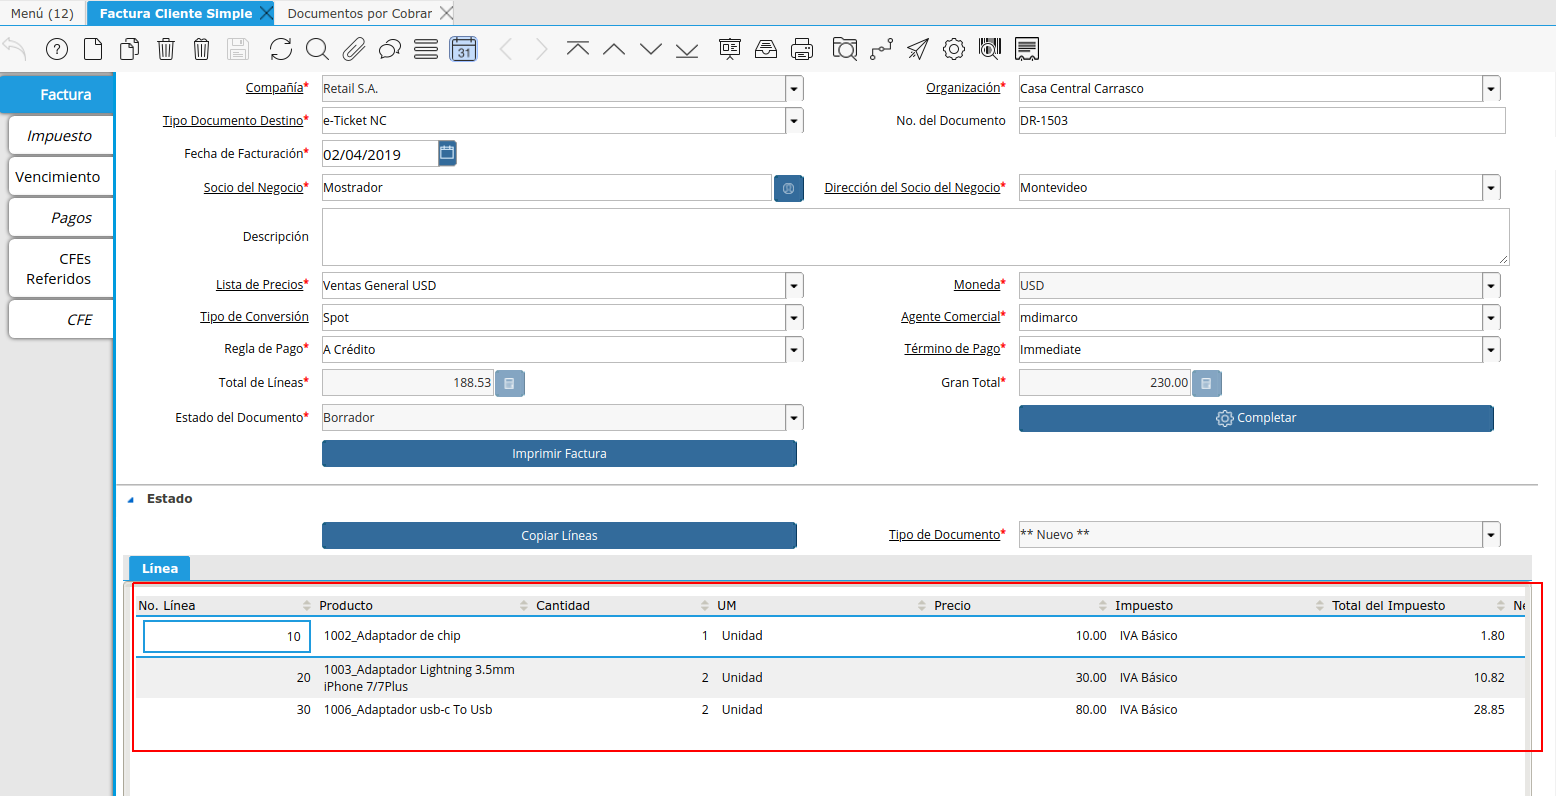 Menú (12) Factura Cliente Simple Documentos por Cobrar
31
Factura
Impuesto
Vencimiento
Pagos
CFEs
Referidos
CFE
Compañía* Retail S.A. Organización* Casa Central Carrasco
Tipo Documento Destino* e-Ticket NC No. del Documento DR-1503
Fecha de Facturación* 02/04/2019
Socio del Negocio* Mostrador Dirección del Socio del Negocio* Montevideo
Descripción
Lista de Precios* Ventas General USD Moneda* USD
Tipo de Conversión Spot Agente Comercial* mdimarco
Regla de Pago* A Crédito Término de Pago* Immediate
Total de Líneas* 188.53 Gran Total* 230.00
Estado del Documento* Borrador Completar
Imprimir Factura
Estado
Copiar Líneas Tipo de Documento* ** Nuevo **
Línea
No. Línea Producto Cantidad UM Precio Impuesto Total del Impuesto Ne
10 1002_Adaptador de chip 1 Unidad 10.00 IVA Básico 1.80
20 1003_Adaptador Lightning 3.5mm
iPhone 7/7Plus 2 Unidad 30.00 IVA Básico 10.82
30 1006_Adaptador usb-c To Usb 2 Unidad 80.00 IVA Básico 28.85